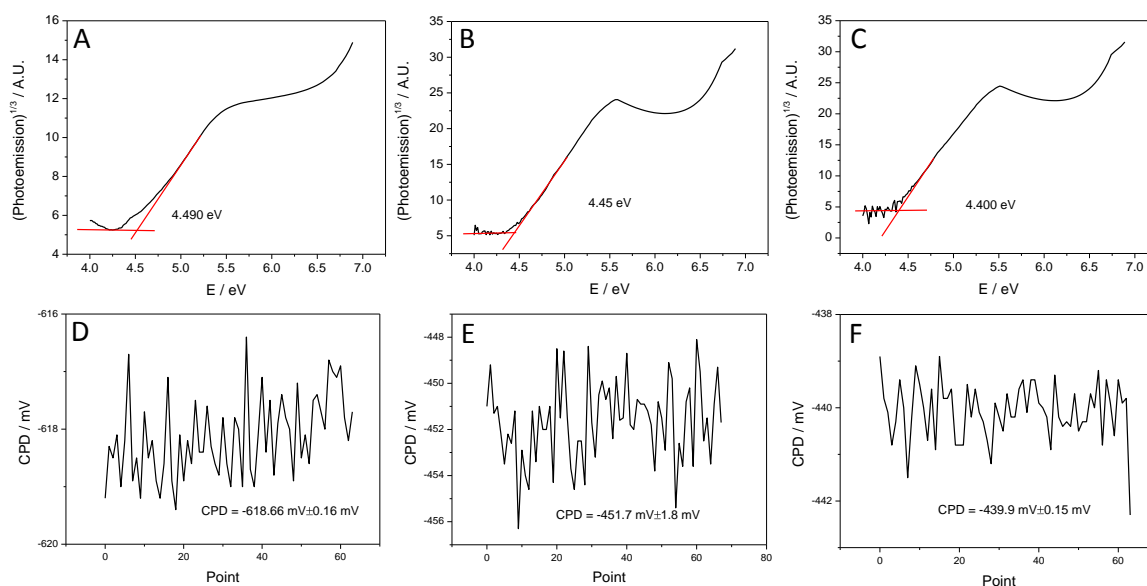 A
(Photoemission)^1/3 / A.U.
16
14
12
10
8
6
4
4.490 eV
4.0 4.5 5.0 5.5 6.0 6.5 7.0
E / eV
B
(Photoemission)^1/3 / A.U.
35
30
25
20
15
10
5
0
4.45 eV
4.0 4.5 5.0 5.5 6.0 6.5 7.0
E / eV
C
(Photoemission)^1/3 / A.U.
35
30
25
20
15
10
5
0
4.400 eV
4.0 4.5 5.0 5.5 6.0 6.5 7.0
E / eV
D
CPD / mV
-616
-618
-619
-620
CPD = -618.66 mV±0.16 mV
0 20 40 60
Point
E
CPD / mV
-448
-450
-452
-454
-456
CPD = -451.7 mV±1.8 mV
0 20 40 60 80
Point
F
CPD / mV
-438
-440
-442
CPD = -439.9 mV±0.15 mV
0 20 40 60
Point